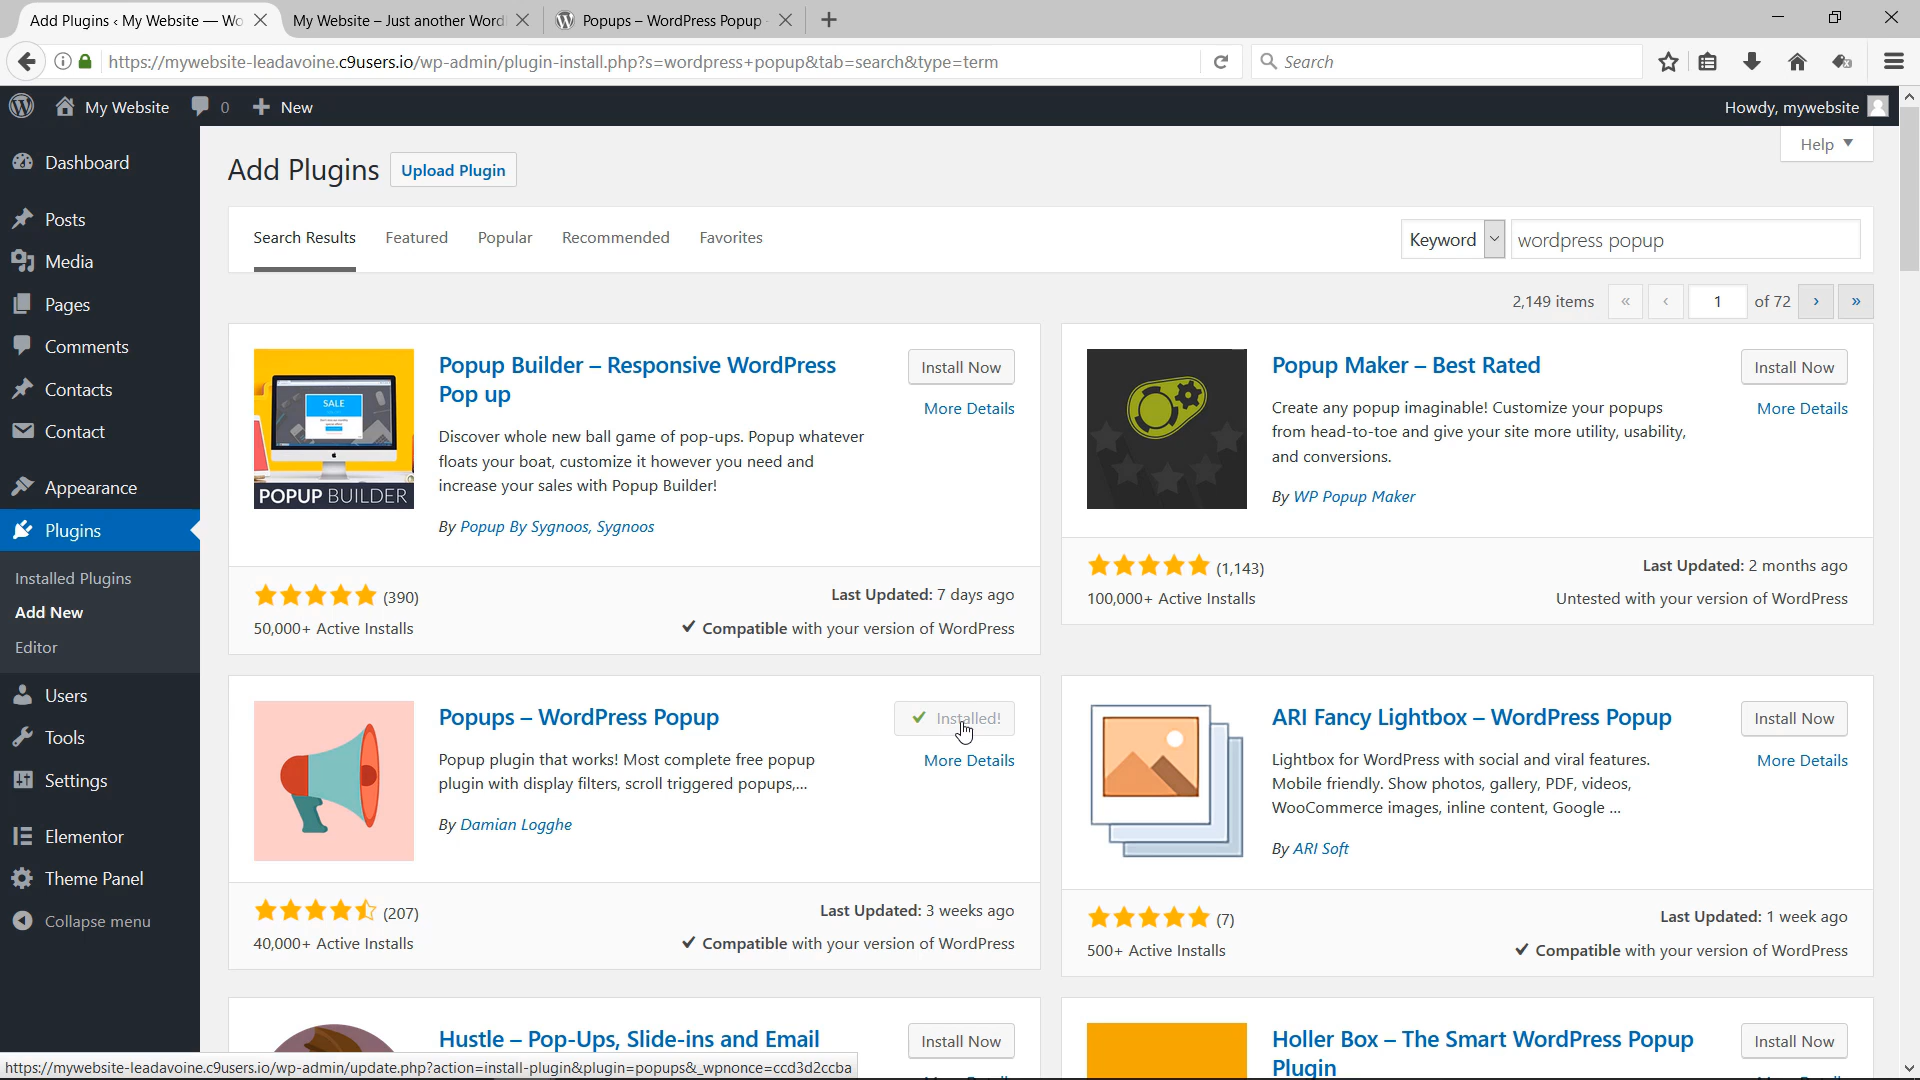 Add Plugins ‹ My Website — Wo
My Website – Just another Word
Popups – WordPress Popup
https://mywebsite-leadavoine.c9users.io/wp-admin/plugin-install.php?s=wordpress+popup&tab=search&type=term
Search
My Website
0
New
Howdy, mywebsite
Help
Dashboard
Posts
Media
Pages
Comments
Contacts
Contact
Appearance
Plugins
Installed Plugins
Add New
Editor
Users
Tools
Settings
Elementor
Theme Panel
Collapse menu
Add Plugins
Upload Plugin
Search Results
Featured
Popular
Recommended
Favorites
Keyword
wordpress popup
2,149 items
«
‹
1
of 72
›
»
SALE
POPUP BUILDER
Popup Builder – Responsive WordPress
Pop up
Install Now
More Details
Discover whole new ball game of pop-ups. Popup whatever
floats your boat, customize it however you need and
increase your sales with Popup Builder!
By Popup By Sygnoos, Sygnoos
(390)
50,000+ Active Installs
Last Updated: 7 days ago
Compatible with your version of WordPress
Popup Maker – Best Rated
Install Now
More Details
Create any popup imaginable! Customize your popups
from head-to-toe and give your site more utility, usability,
and conversions.
By WP Popup Maker
(1,143)
100,000+ Active Installs
Last Updated: 2 months ago
Untested with your version of WordPress
Popups – WordPress Popup
Installed!
More Details
Popup plugin that works! Most complete free popup
plugin with display filters, scroll triggered popups,...
By Damian Logghe
(207)
40,000+ Active Installs
Last Updated: 3 weeks ago
Compatible with your version of WordPress
ARI Fancy Lightbox – WordPress Popup
Install Now
More Details
Lightbox for WordPress with social and viral features.
Mobile friendly. Show photos, gallery, PDF, videos,
WooCommerce images, inline content, Google ...
By ARI Soft
(7)
500+ Active Installs
Last Updated: 1 week ago
Compatible with your version of WordPress
Hustle – Pop-Ups, Slide-ins and Email
Install Now
Holler Box – The Smart WordPress Popup
Plugin
Install Now
https://mywebsite-leadavoine.c9users.io/wp-admin/update.php?action=install-plugin&plugin=popups&_wpnonce=ccd3d2ccba